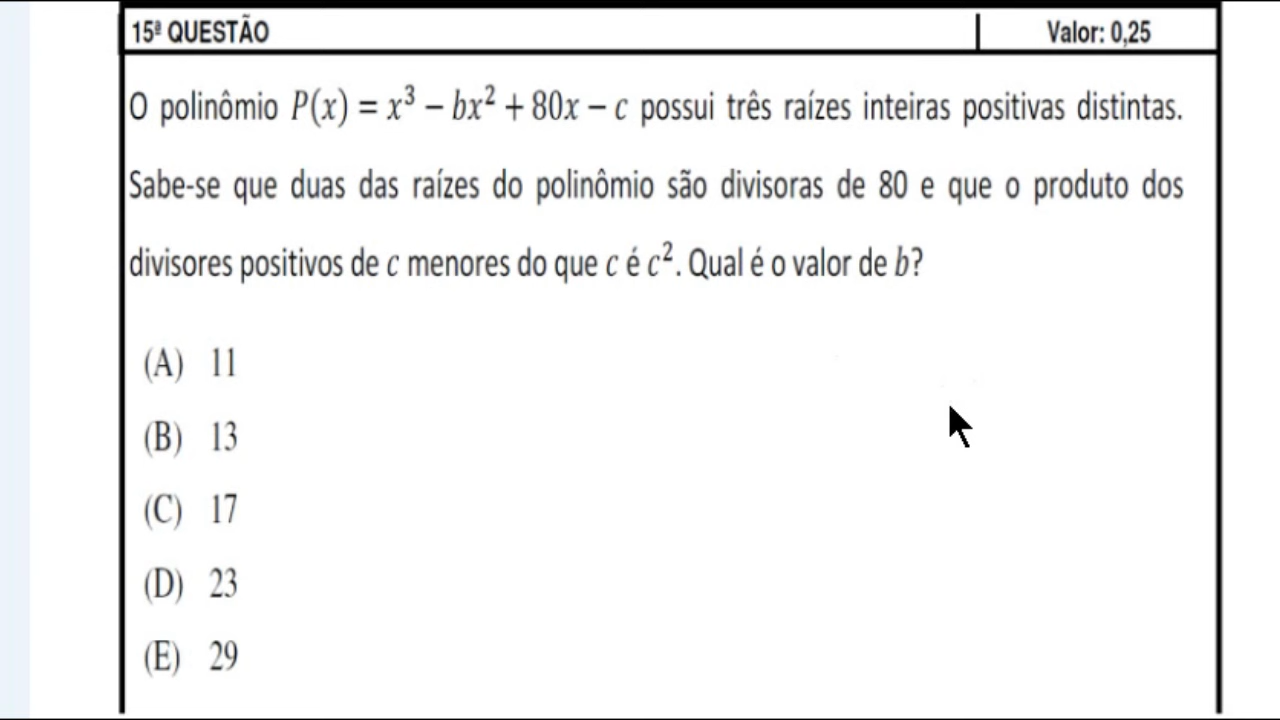 15ª QUESTÃO Valor: 0,25
O polinômio P(x) = x³ – bx² + 80x – c possui três raízes inteiras positivas distintas.
Sabe-se que duas das raízes do polinômio são divisoras de 80 e que o produto dos
divisores positivos de c menores do que c é c². Qual é o valor de b?
(A) 11
(B) 13
(C) 17
(D) 23
(E) 29